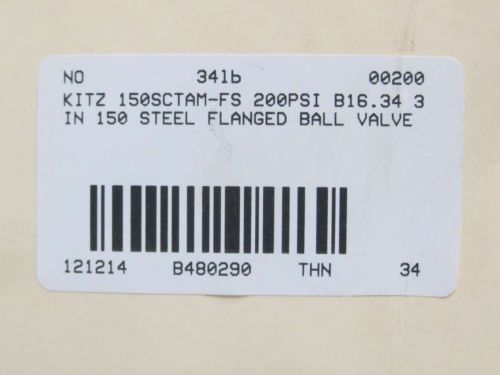 NO 34lb 00200
KITZ 150SCTAM-FS 200PSI B16.34 3
IN 150 STEEL FLANGED BALL VALVE
121214 B480290 THN 34